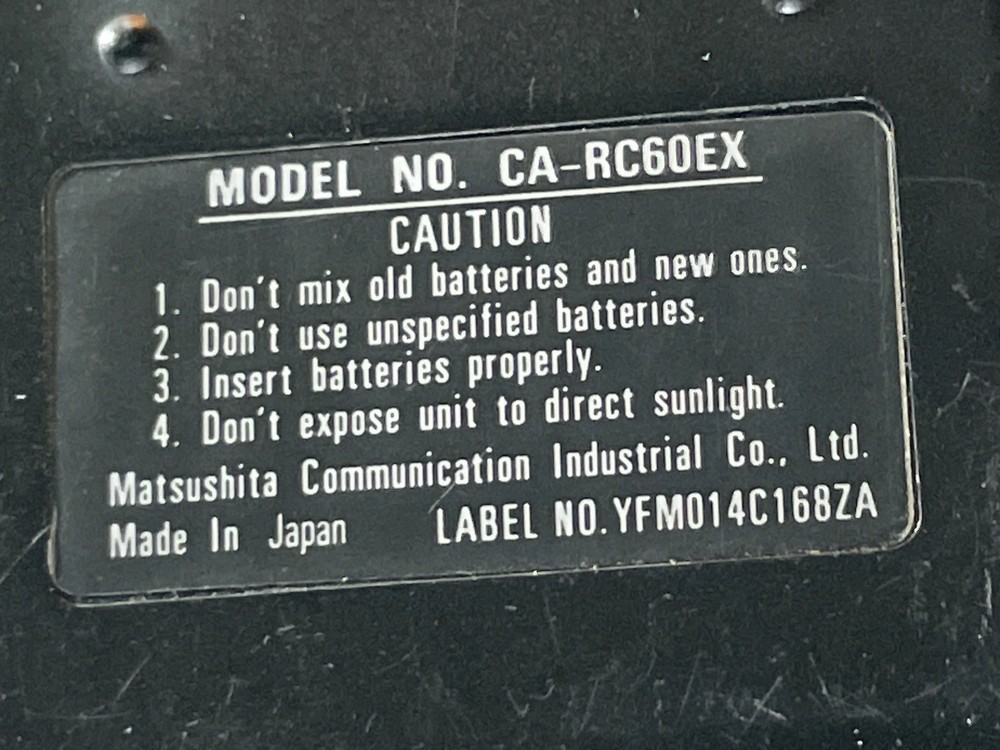 MODEL NO. CA-RC60EX
CAUTION
1. Don't mix old batteries and new ones.
2. Don't use unspecified batteries.
3. Insert batteries properly.
4. Don't expose unit to direct sunlight.
Matsushita Communication Industrial Co., Ltd.
Made In Japan LABEL NO. YFM014C168ZA